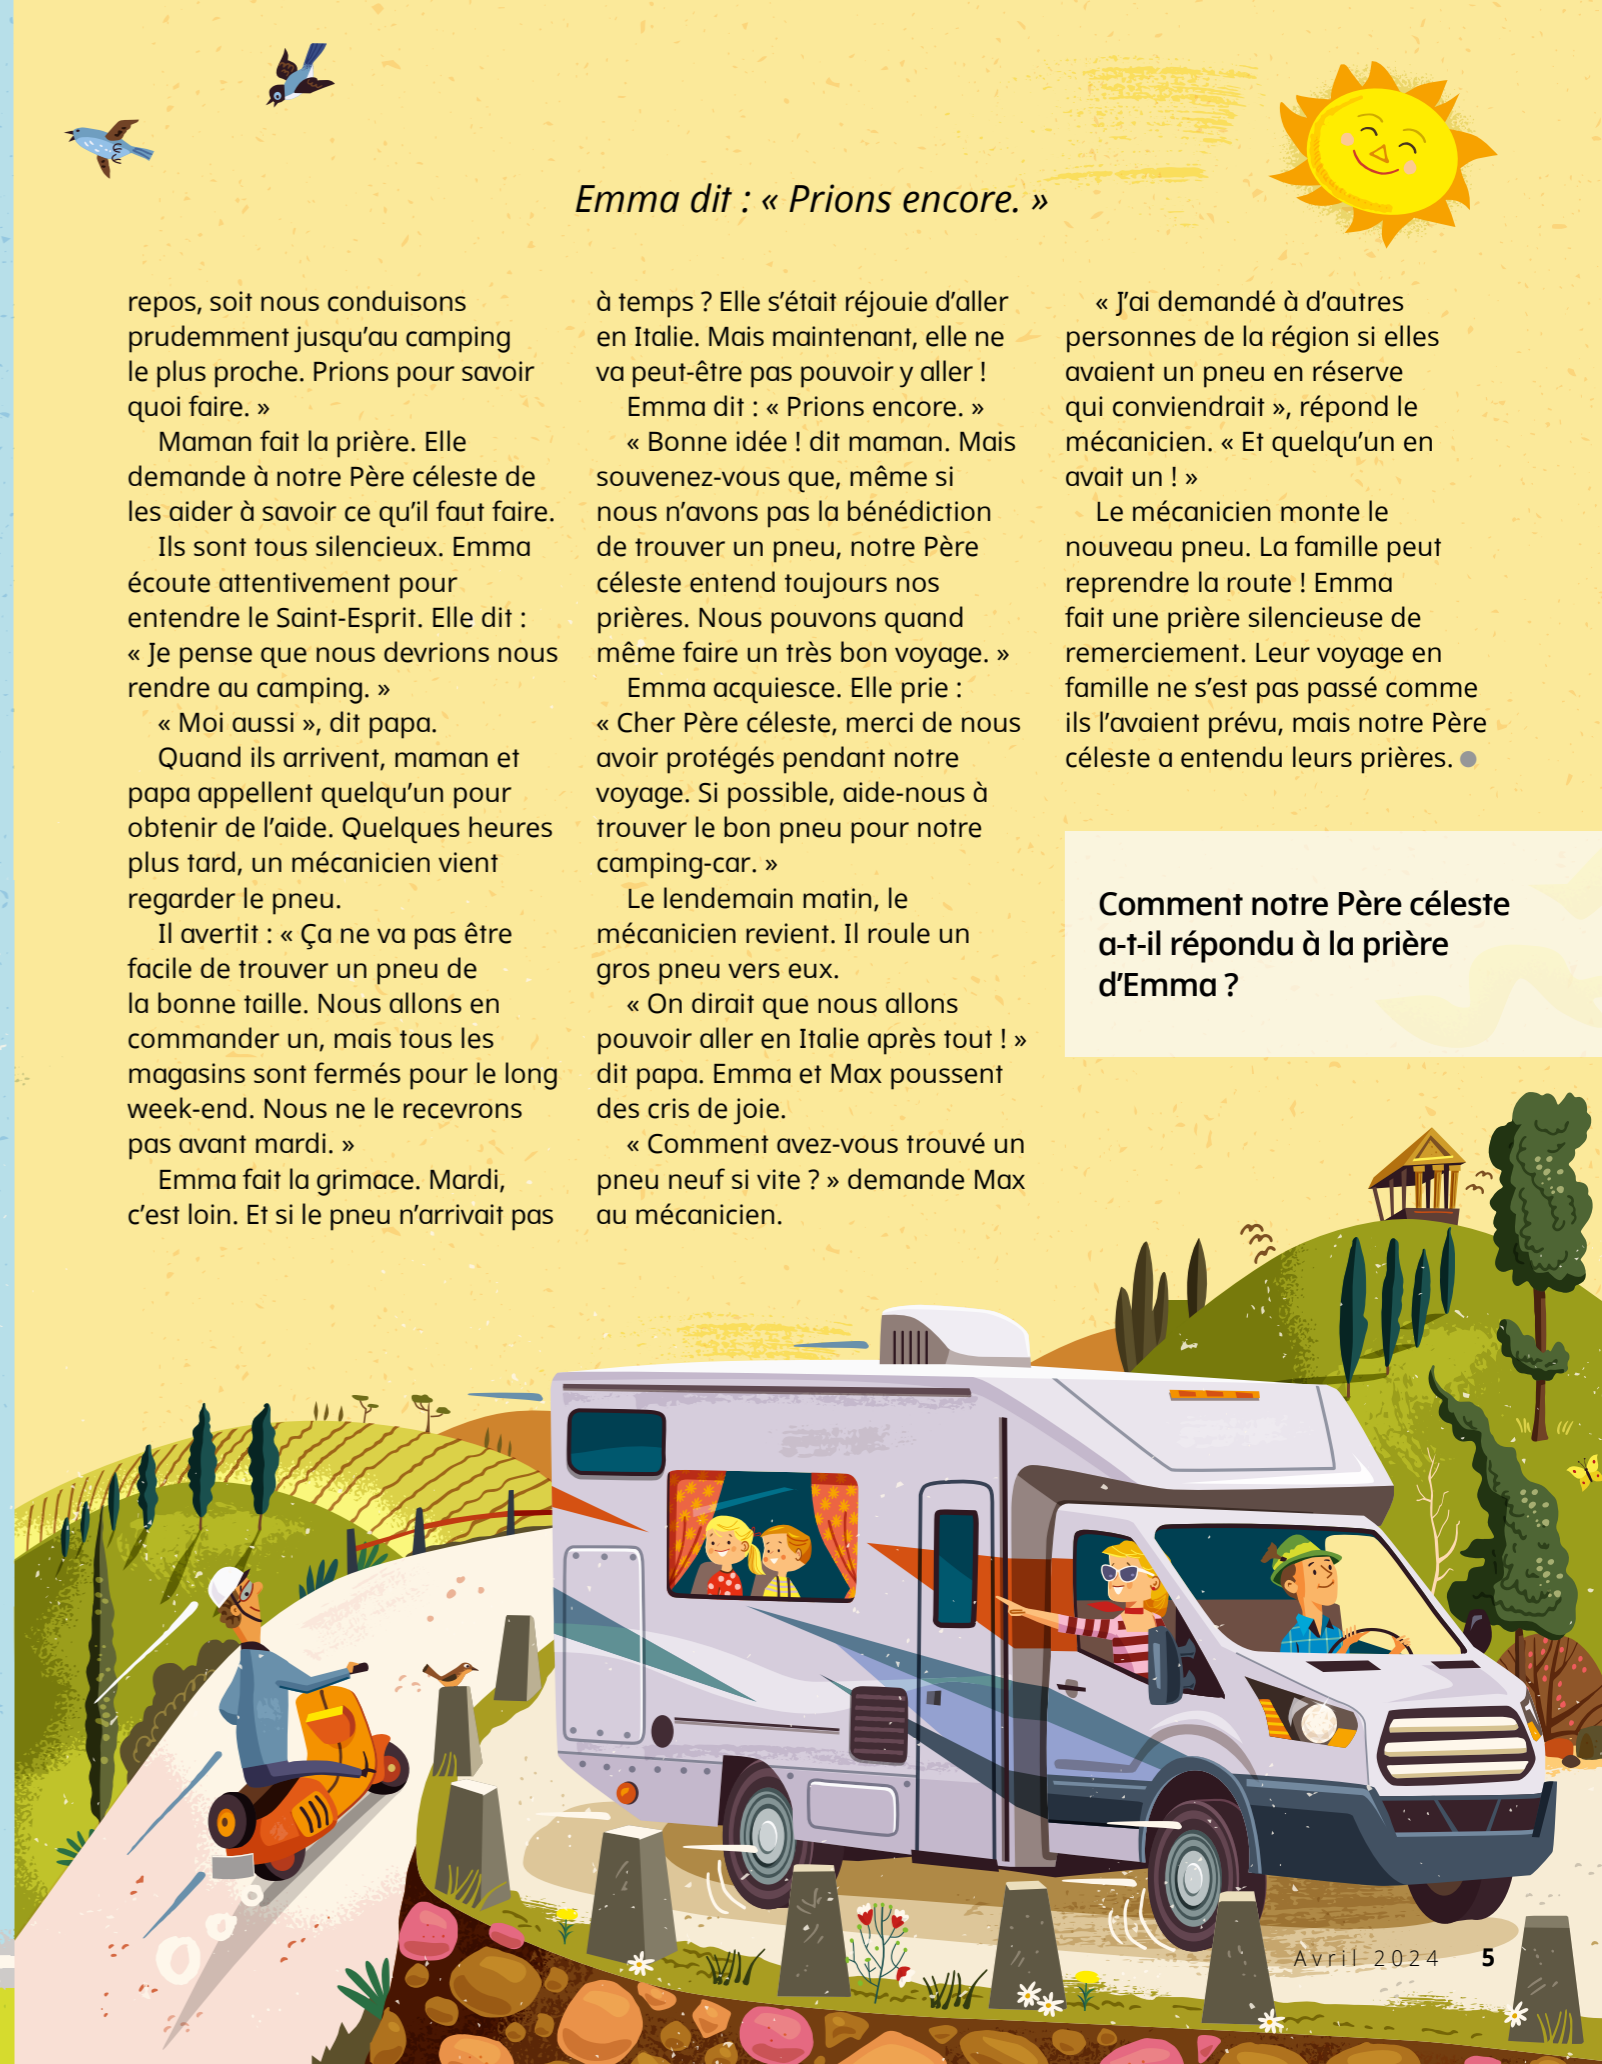 Emma dit : « Prions encore. »
repos, soit nous conduisons
prudemment jusqu’au camping
le plus proche. Prions pour savoir
quoi faire. »
Maman fait la prière. Elle
demande à notre Père céleste de
les aider à savoir ce qu’il faut faire.
Ils sont tous silencieux. Emma
écoute attentivement pour
entendre le Saint-Esprit. Elle dit :
« Je pense que nous devrions nous
rendre au camping. »
« Moi aussi », dit papa.
Quand ils arrivent, maman et
papa appellent quelqu’un pour
obtenir de l’aide. Quelques heures
plus tard, un mécanicien vient
regarder le pneu.
Il avertit : « Ça ne va pas être
facile de trouver un pneu de
la bonne taille. Nous allons en
commander un, mais tous les
magasins sont fermés pour le long
week-end. Nous ne le recevrons
pas avant mardi. »
Emma fait la grimace. Mardi,
c’est loin. Et si le pneu n’arrivait pas
à temps ? Elle s’était réjouie d’aller
en Italie. Mais maintenant, elle ne
va peut-être pas pouvoir y aller !
Emma dit : « Prions encore. »
« Bonne idée ! dit maman. Mais
souvenez-vous que, même si
nous n’avons pas la bénédiction
de trouver un pneu, notre Père
céleste entend toujours nos
prières. Nous pouvons quand
même faire un très bon voyage. »
Emma acquiesce. Elle prie :
« Cher Père céleste, merci de nous
avoir protégés pendant notre
voyage. Si possible, aide-nous à
trouver le bon pneu pour notre
camping-car. »
Le lendemain matin, le
mécanicien revient. Il roule un
gros pneu vers eux.
« On dirait que nous allons
pouvoir aller en Italie après tout ! »
dit papa. Emma et Max poussent
des cris de joie.
« Comment avez-vous trouvé un
pneu neuf si vite ? » demande Max
au mécanicien.
« J’ai demandé à d’autres
personnes de la région si elles
avaient un pneu en réserve
qui conviendrait », répond le
mécanicien. « Et quelqu’un en
avait un ! »
Le mécanicien monte le
nouveau pneu. La famille peut
reprendre la route ! Emma
fait une prière silencieuse de
remerciement. Leur voyage en
famille ne s’est pas passé comme
ils l’avaient prévu, mais notre Père
céleste a entendu leurs prières. ●
Comment notre Père céleste
a-t-il répondu à la prière
d’Emma ?
Avril 2024 5